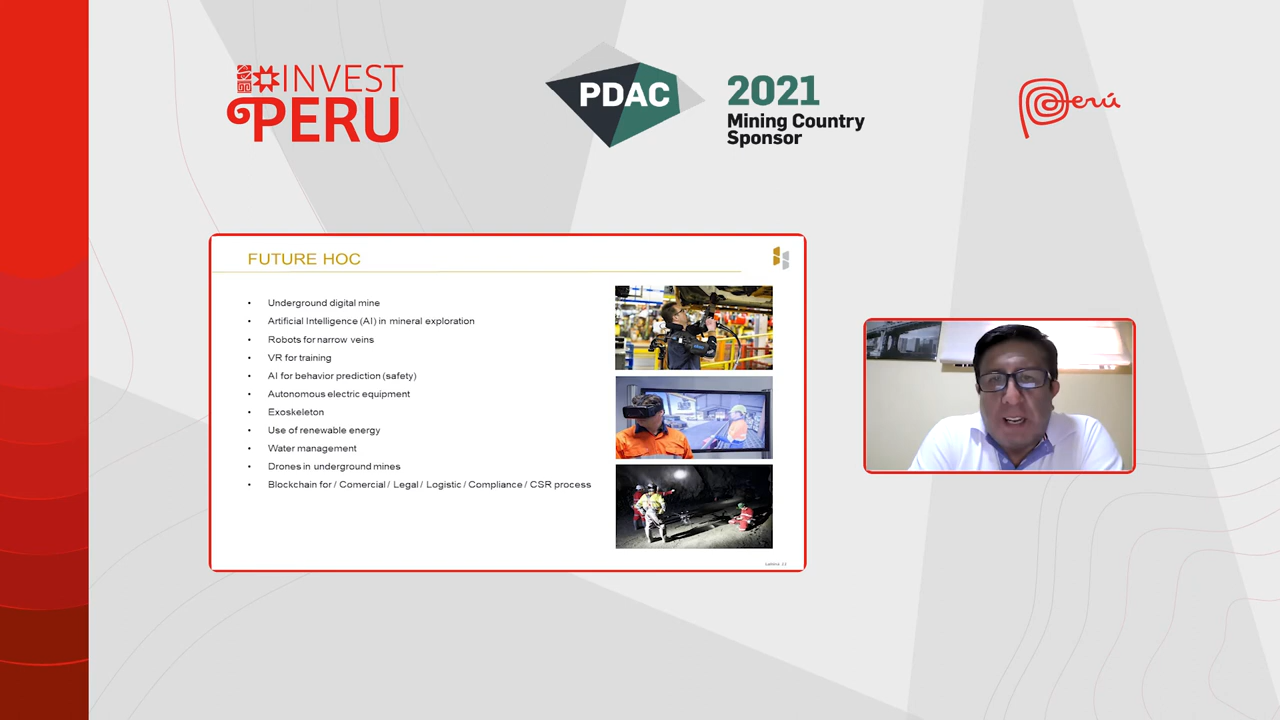 INVEST
PERU
PDAC
2021
Mining Country
Sponsor
Perú
FUTURE HOC
• Underground digital mine
• Artificial Intelligence (AI) in mineral exploration
• Robots for narrow veins
• VR for training
• AI for behavior prediction (safety)
• Autonomous electric equipment
• Exoskeleton
• Use of renewable energy
• Water management
• Drones in underground mines
• Blockchain for / Comercial / Legal / Logistic / Compliance / CSR process